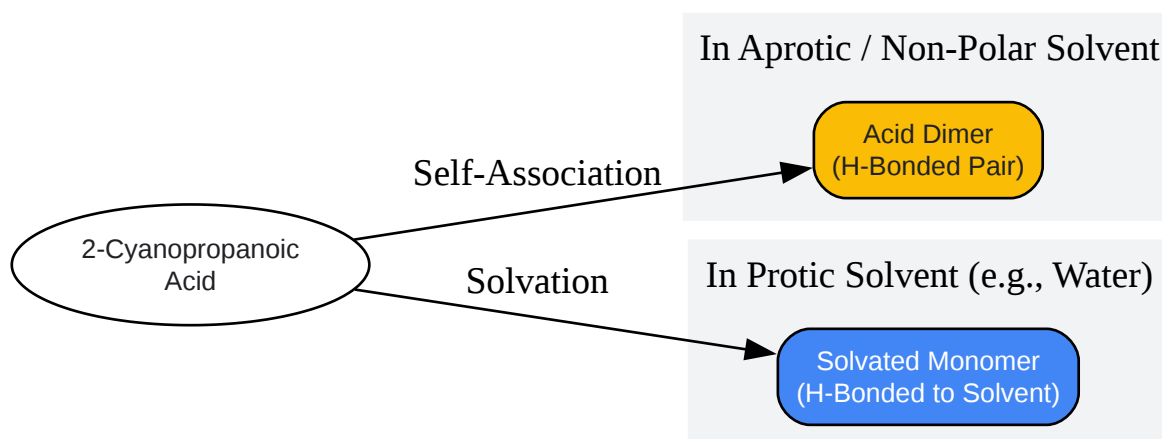 In Aprotic / Non-Polar Solvent
Acid Dimer
(H-Bonded Pair)
Self-Association
2-Cyanopropanoic
Acid
Solvation
In Protic Solvent (e.g., Water)
Solvated Monomer
(H-Bonded to Solvent)